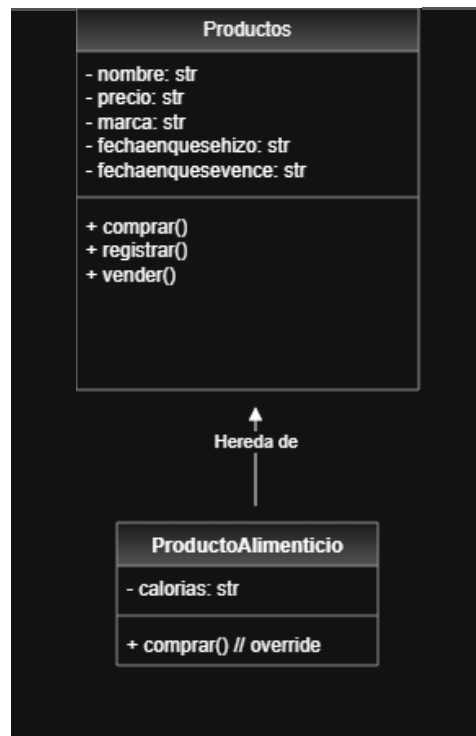 Productos
- nombre: str
- precio: str
- marca: str
- fechaenquesehizo: str
- fechaenquesevence: str
+ comprar()
+ registrar()
+ vender()
Hereda de
ProductoAlimenticio
- calorias: str
+ comprar() // override